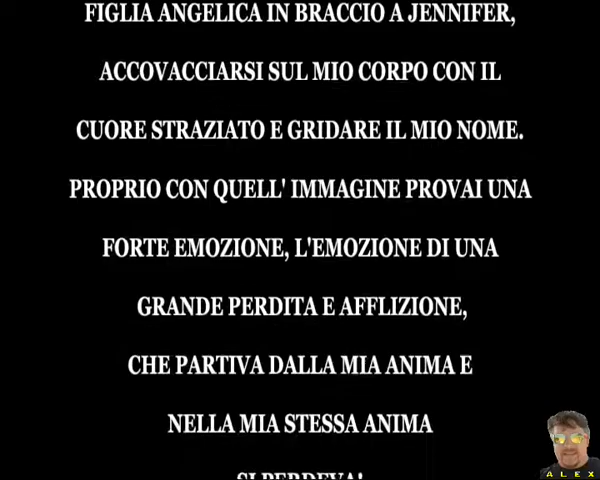 FIGLIA ANGELICA IN BRACCIO A JENNIFER,
ACCOVACCIARSI SUL MIO CORPO CON IL
CUORE STRAZIATO E GRIDARE IL MIO NOME.
PROPRIO CON QUELL' IMMAGINE PROVAI UNA
FORTE EMOZIONE, L'EMOZIONE DI UNA
GRANDE PERDITA E AFFLIZIONE,
CHE PARTIVA DALLA MIA ANIMA E
NELLA MIA STESSA ANIMA
SI PERDEVA!
ALEX